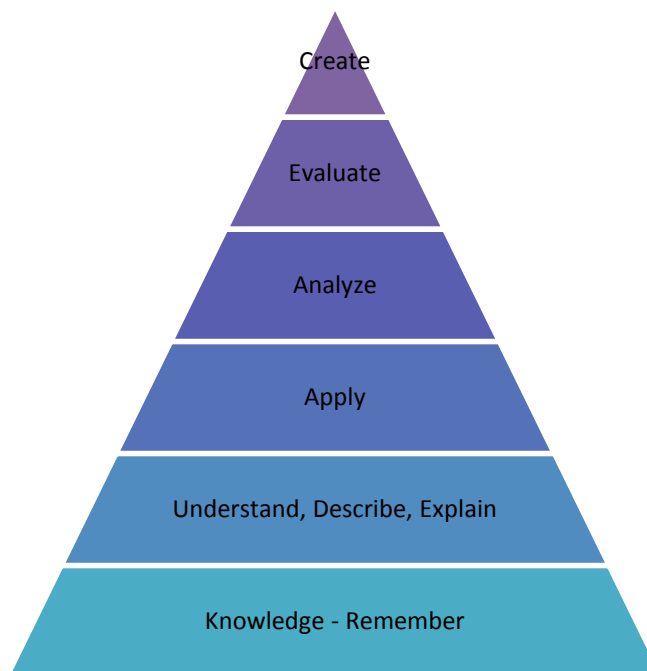 Create
Evaluate
Analyze
Apply
Understand, Describe, Explain
Knowledge - Remember